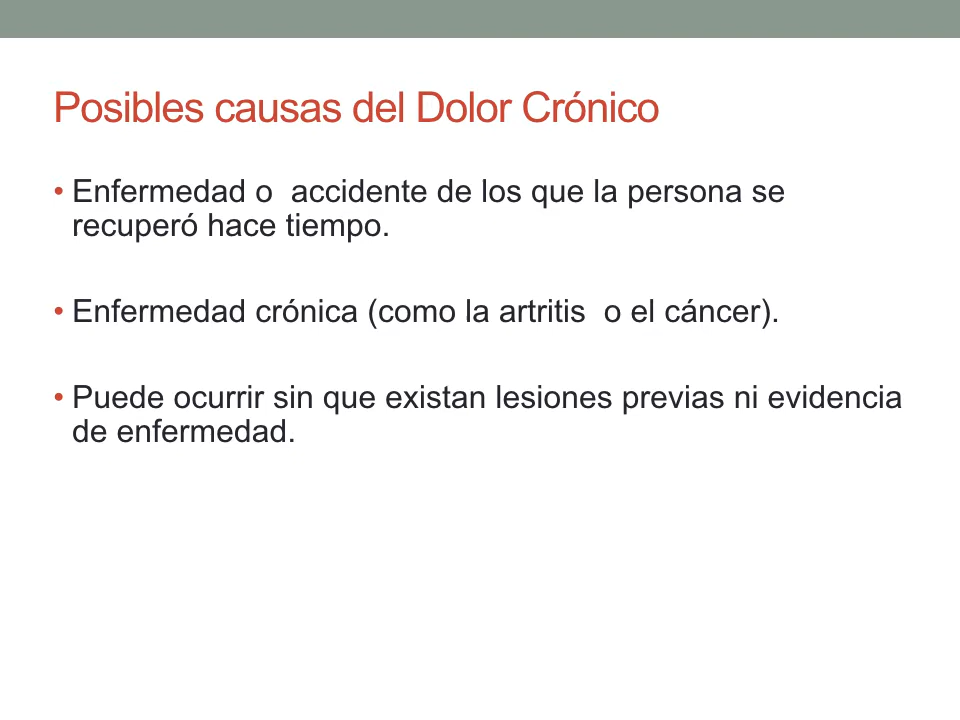 Posibles causas del Dolor Crónico
• Enfermedad o  accidente de los que la persona se
recuperó hace tiempo.
• Enfermedad crónica (como la artritis  o el cáncer).
• Puede ocurrir sin que existan lesiones previas ni evidencia
de enfermedad.